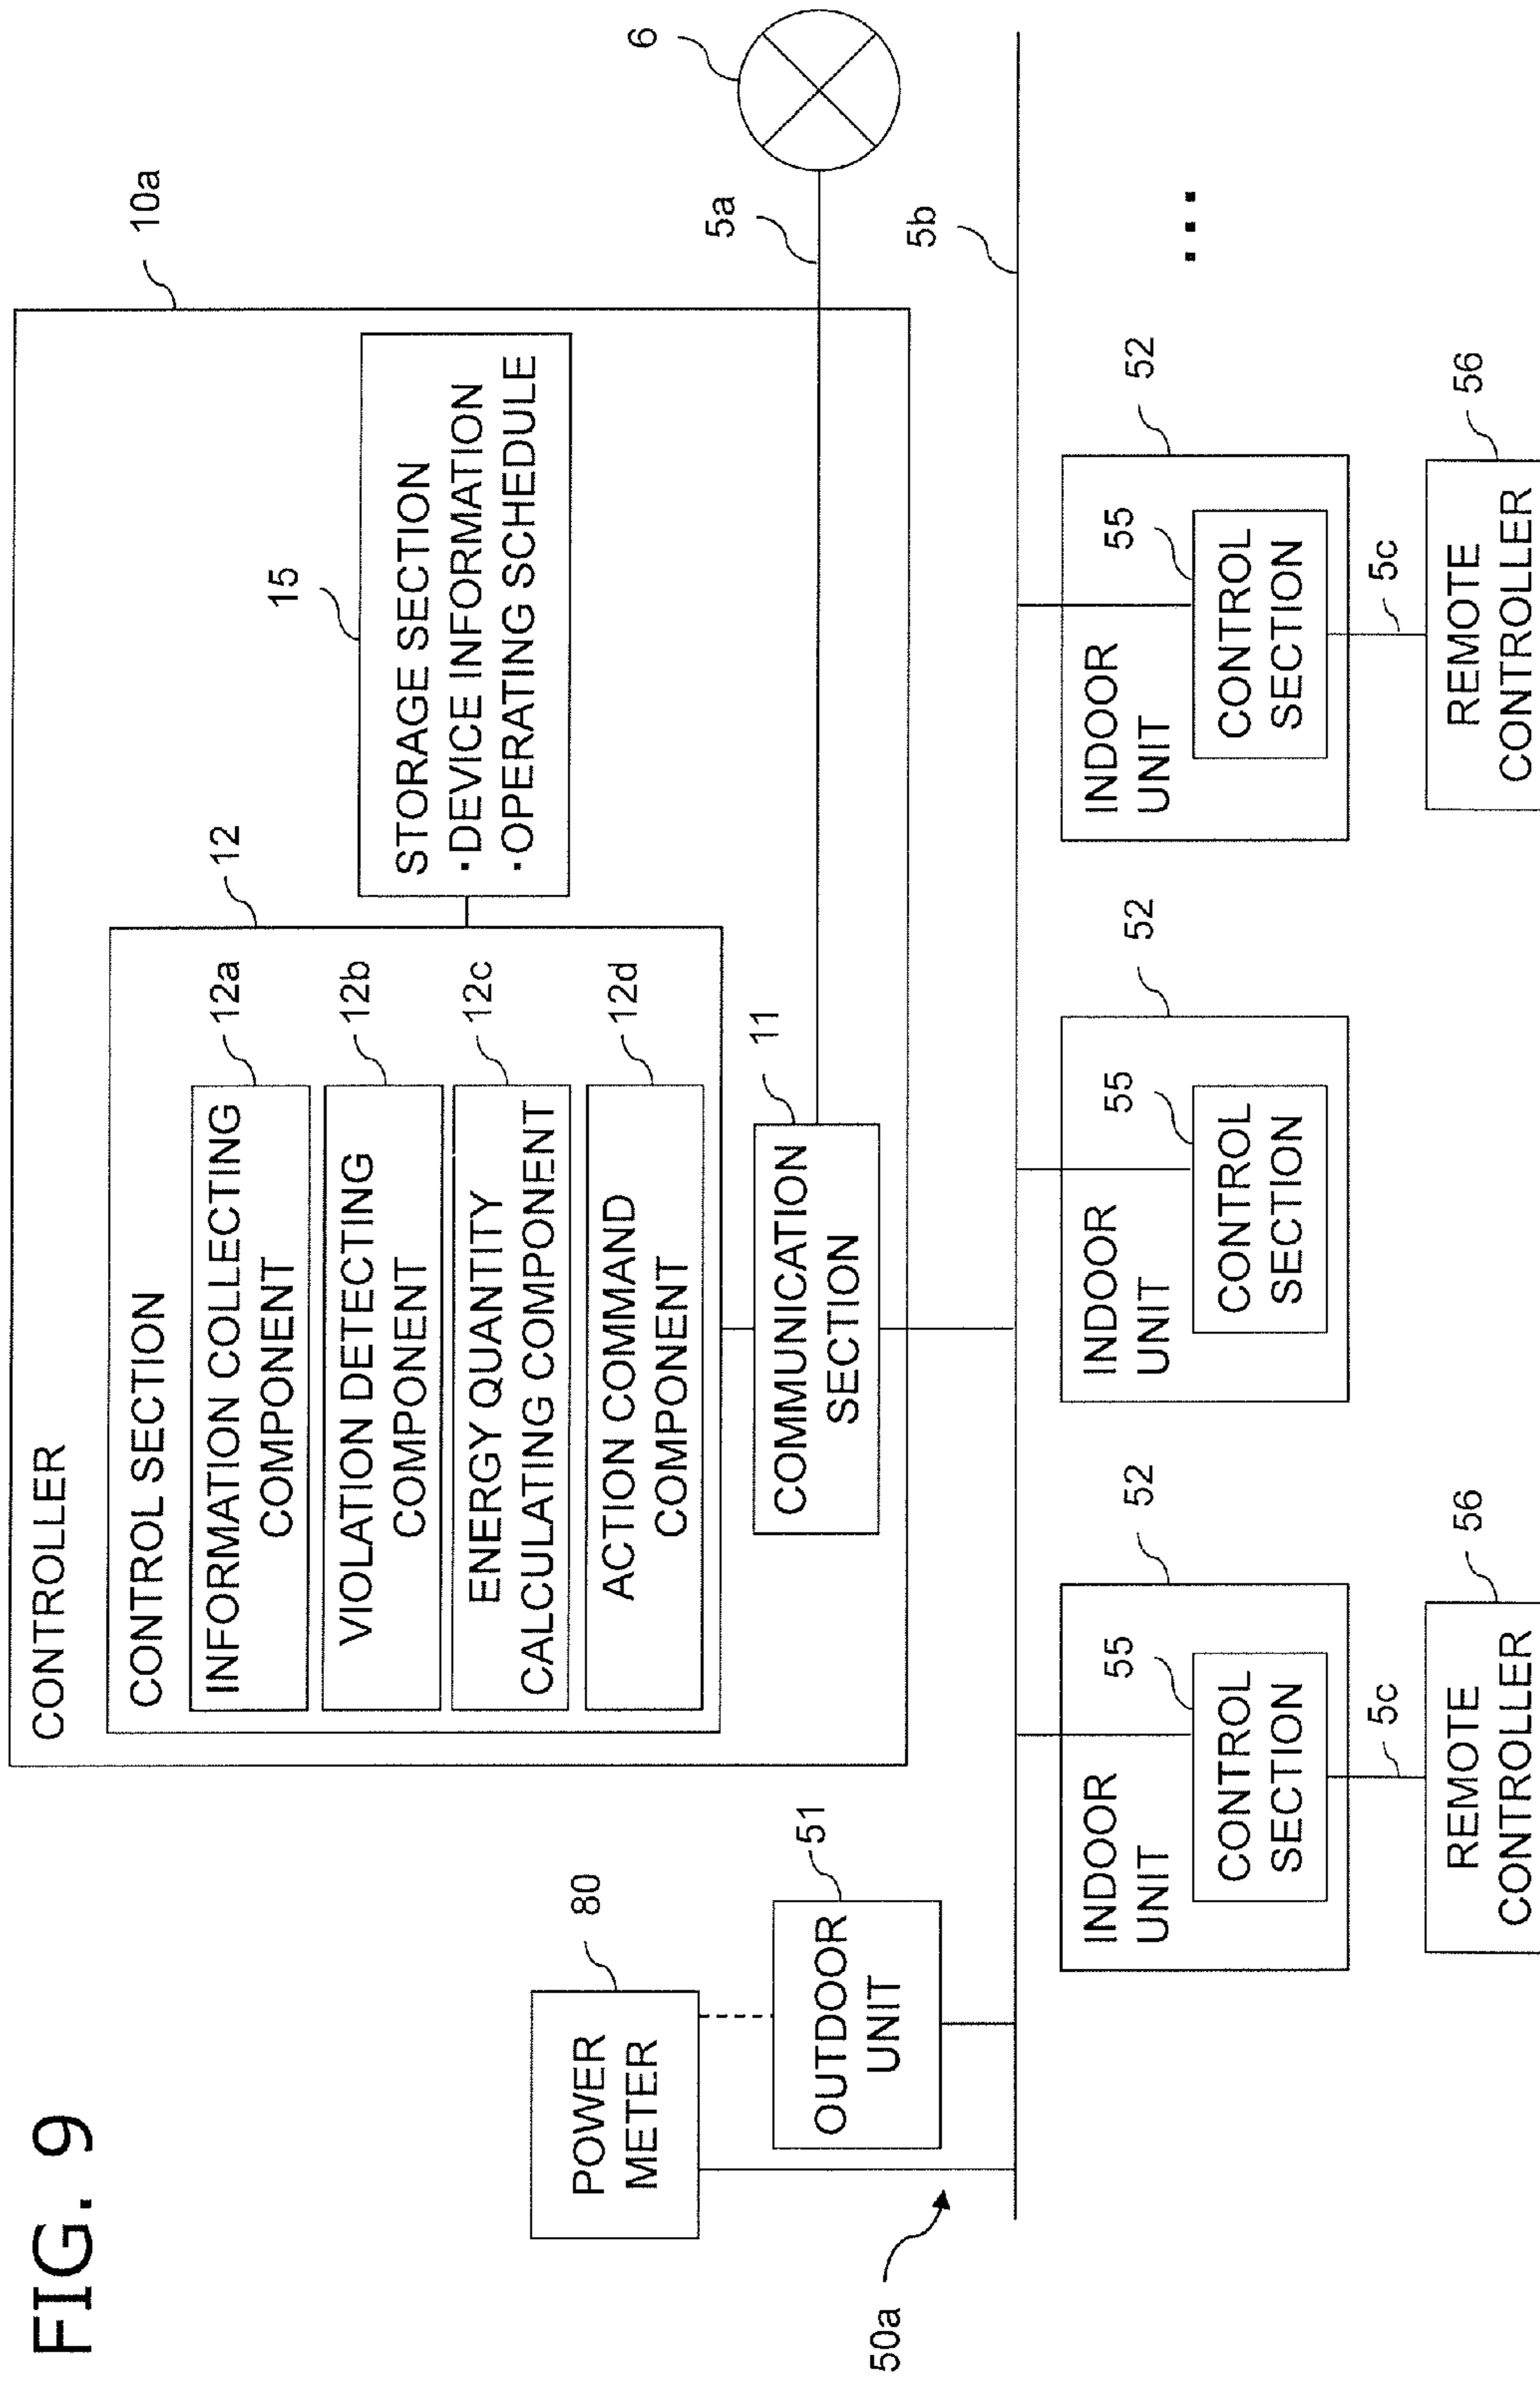 FIG. 9
CONTROLLER
10a
CONTROL SECTION
12
INFORMATION COLLECTING
COMPONENT
12a
VIOLATION DETECTING
COMPONENT
12b
ENERGY QUANTITY
CALCULATING COMPONENT
12c
ACTION COMMAND
COMPONENT
12d
15
STORAGE SECTION
・DEVICE INFORMATION
・OPERATING SCHEDULE
COMMUNICATION
SECTION
11
5a
6
POWER
METER
80
OUTDOOR
UNIT
51
50a
5b
INDOOR
UNIT
52
55
CONTROL
SECTION
5c
REMOTE
CONTROLLER
56
INDOOR
UNIT
52
55
CONTROL
SECTION
INDOOR
UNIT
52
55
CONTROL
SECTION
5c
REMOTE
CONTROLLER
56
...